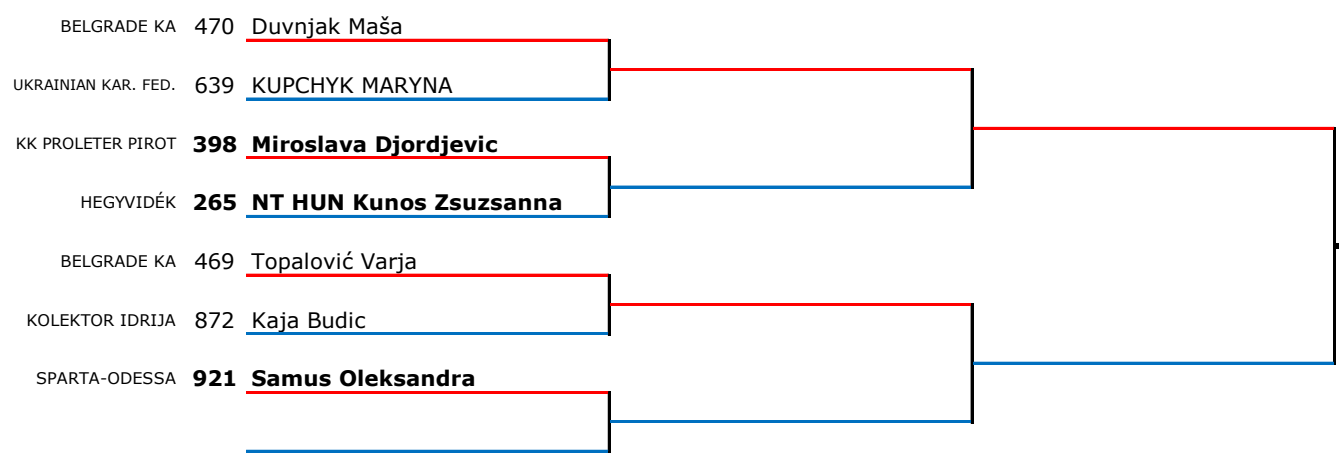 BELGRADE KA 470 Duvnjak Maša
UKRAINIAN KAR. FED. 639 KUPCHYK MARYNA
KK PROLETER PIROT 398 Miroslava Djordjevic
HEGYVIDÉK 265 NT HUN Kunos Zsuzsanna
BELGRADE KA 469 Topalović Varja
KOLEKTOR IDRIJA 872 Kaja Budic
SPARTA-ODESSA 921 Samus Oleksandra